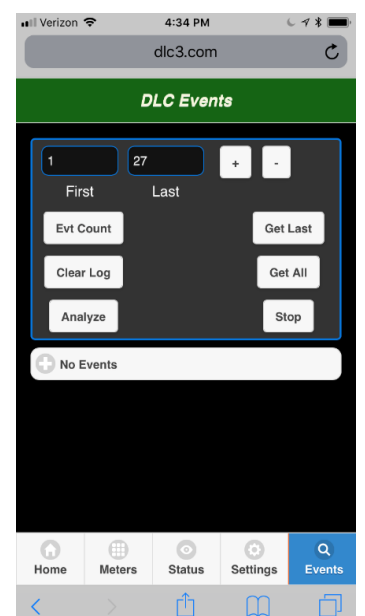 Verizon 4:34 PM
dlc3.com
DLC Events
1 27 + -
First Last
Evt Count Get Last
Clear Log Get All
Analyze Stop
No Events
Home Meters Status Settings Events